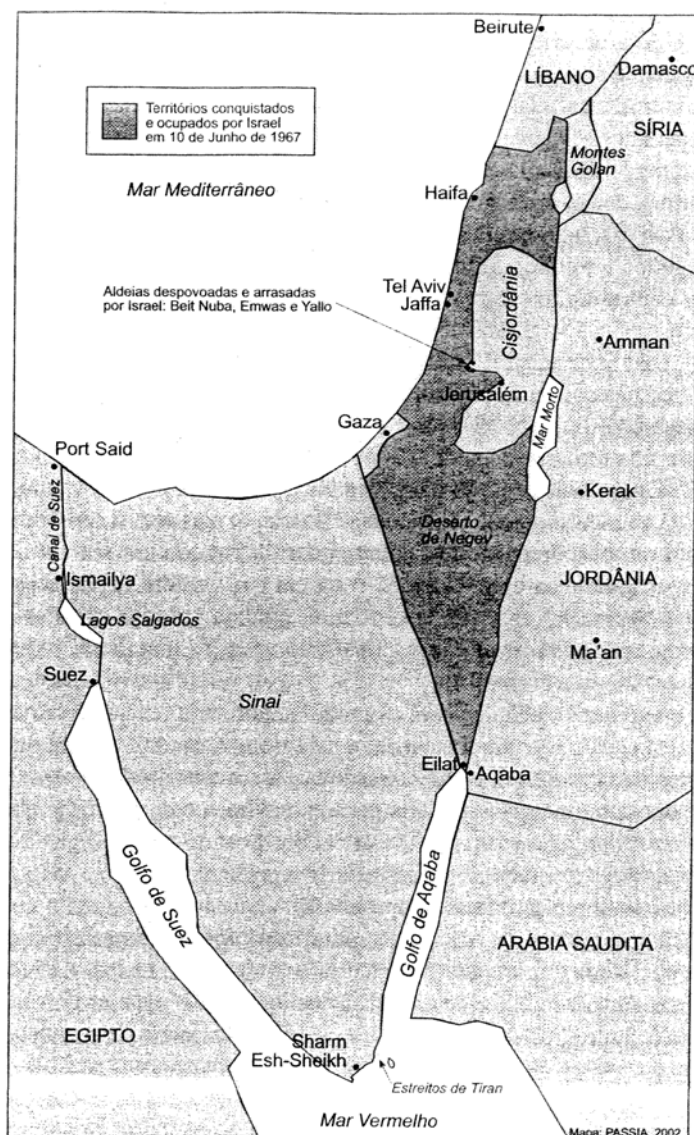 Beirute
Damasco
LÍBANO
SÍRIA
Territórios conquistados
e ocupados por Israel
em 10 de Junho de 1967
Montes
Golan
Mar Mediterrâneo
Haifa
Tel Aviv
Jaffa
Aldeias despovoadas e arrasadas
por Israel: Beit Nuba, Emwas e Yallo
Cisjordânia
Amman
Jerusalém
Mar Morto
Gaza
Port Said
Kerak
Canal de Suez
Deserto
de Negev
Ismailya
JORDÂNIA
Lagos Salgados
Ma'an
Suez
Sinai
Eilat
Aqaba
Golfo de Suez
Golfo de Aqaba
ARÁBIA SAUDITA
EGIPTO
Sharm
Esh-Sheikh
Estreitos de Tiran
Mar Vermelho
Mapa: PASSIA, 2002